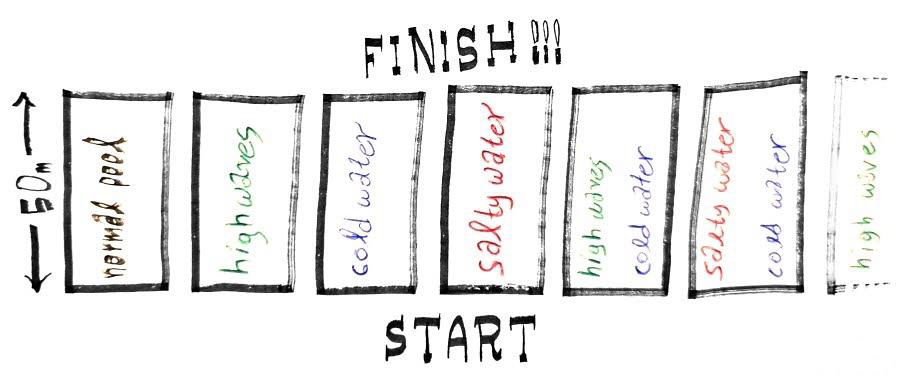 FINISH!!!
50m
normal pool
high waves
cold water
salty water
high waves
cold water
salty water
cold water
high waves
START